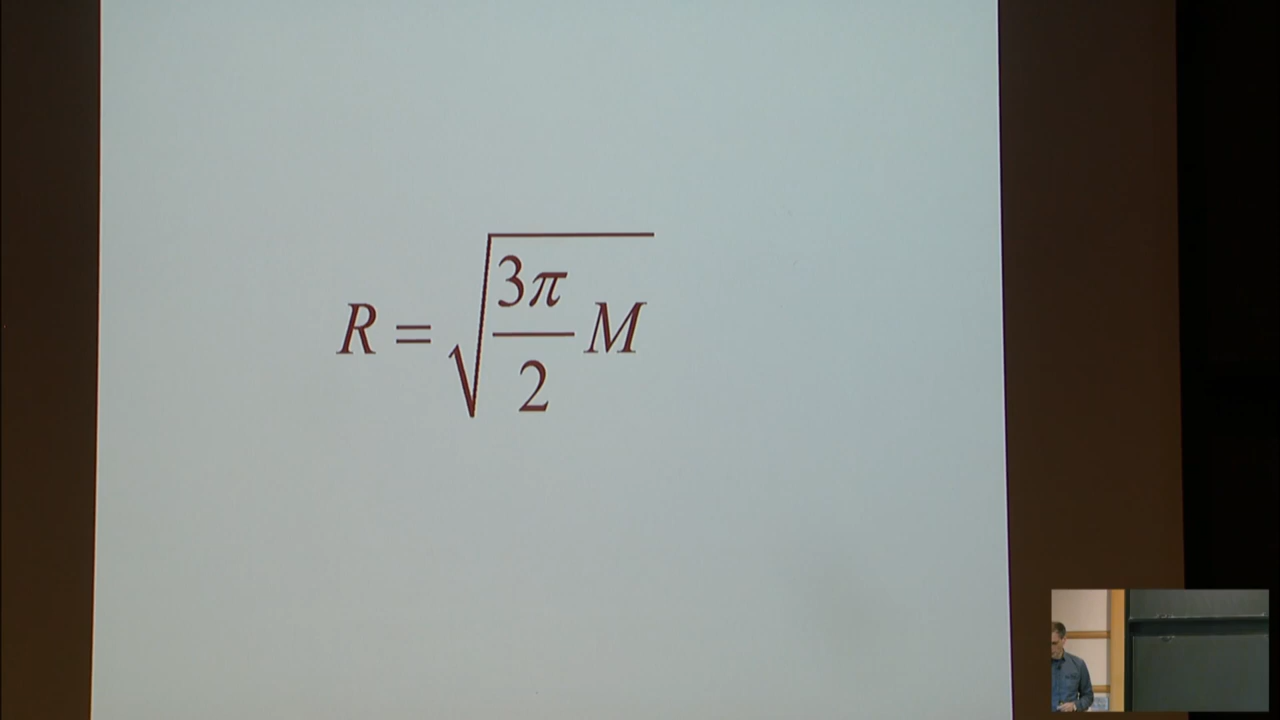 R = √(3π/2 M)